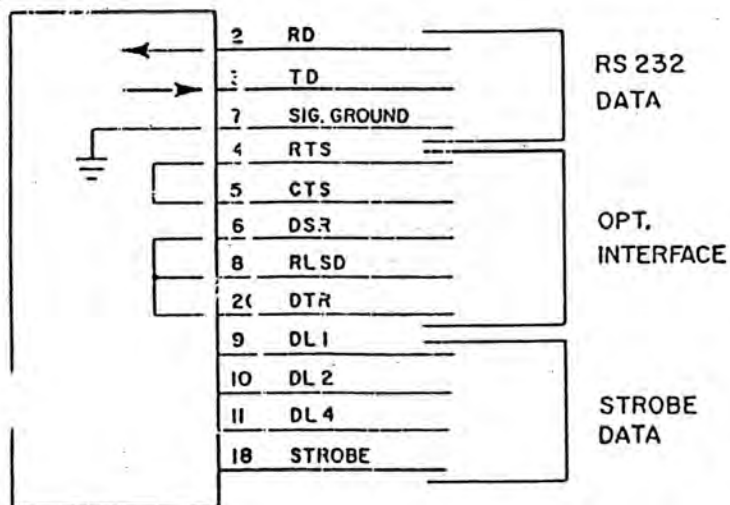 2 RD
3 TD
7 SIG. GROUND
4 RTS
5 CTS
6 DSR
8 RLSD
20 DTR
9 DL1
10 DL2
11 DL4
18 STROBE
RS 232
DATA
OPT.
INTERFACE
STROBE
DATA